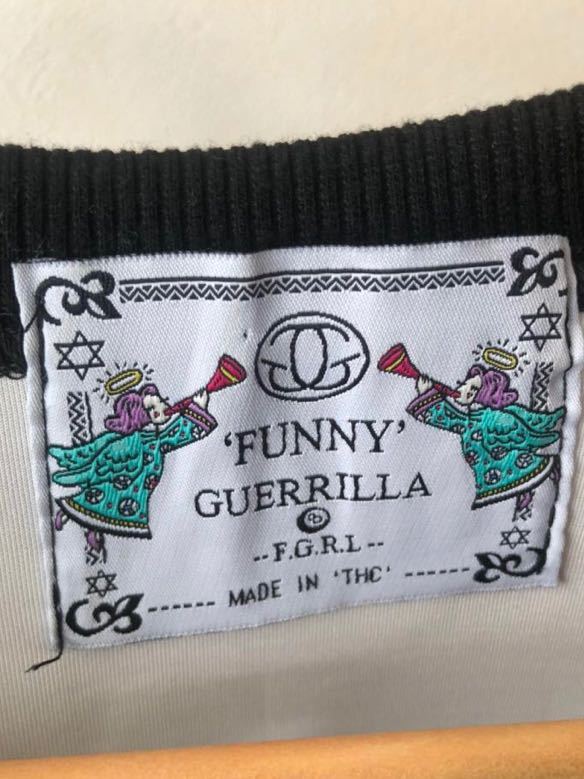 'FUNNY'
GUERRILLA
--F.G.R.L--
------ MADE IN 'THC' ------